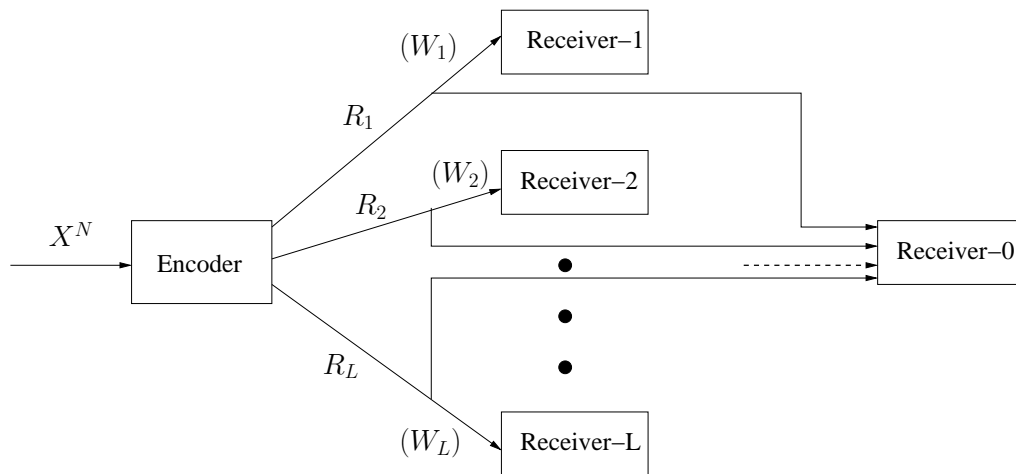 (W_1)
Receiver–1
R_1
(W_2)
Receiver–2
R_2
X^N
Encoder
Receiver–0
R_L
(W_L)
Receiver–L